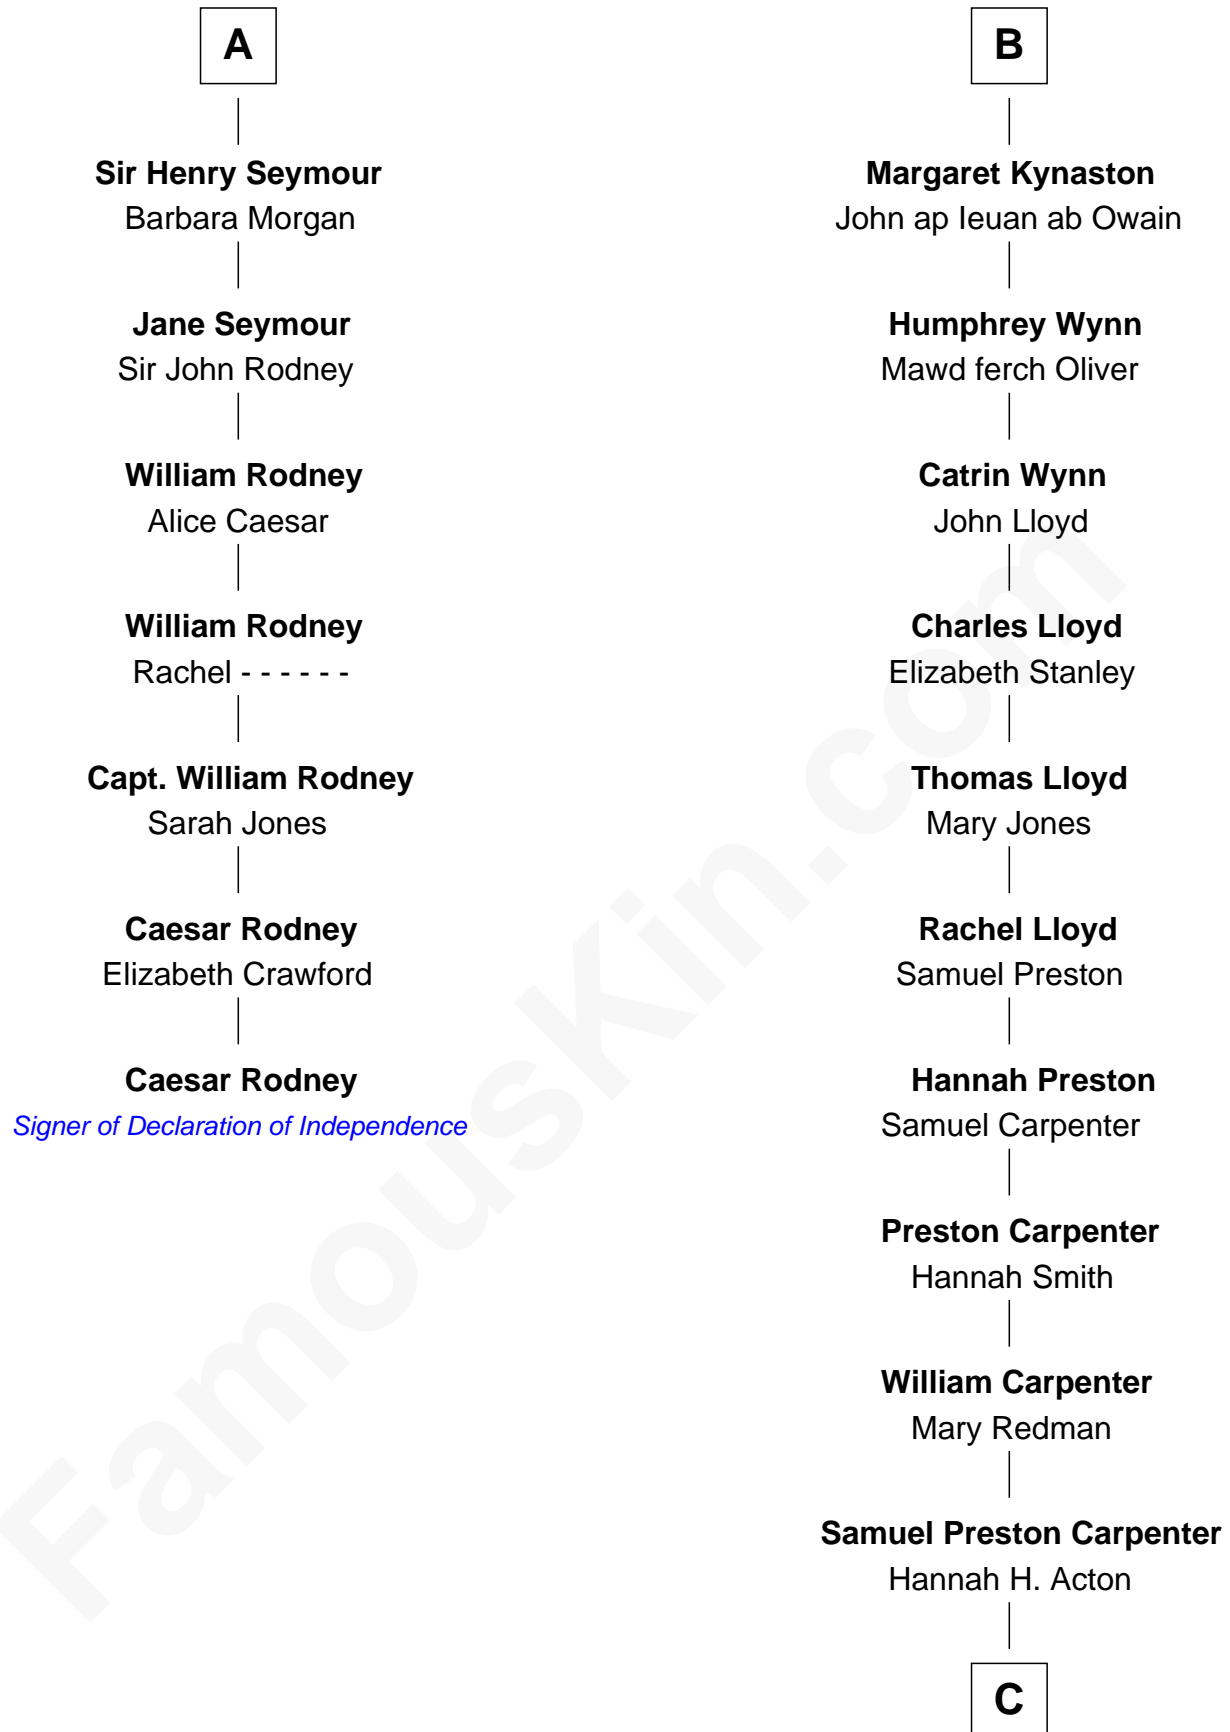 A
Sir Henry Seymour
Barbara Morgan
Jane Seymour
Sir John Rodney
William Rodney
Alice Caesar
William Rodney
Rachel - - - - - -
Capt. William Rodney
Sarah Jones
Caesar Rodney
Elizabeth Crawford
Caesar Rodney
Signer of Declaration of Independence
B
Margaret Kynaston
John ap Ieuan ab Owain
Humphrey Wynn
Mawd ferch Oliver
Catrin Wynn
John Lloyd
Charles Lloyd
Elizabeth Stanley
Thomas Lloyd
Mary Jones
Rachel Lloyd
Samuel Preston
Hannah Preston
Samuel Carpenter
Preston Carpenter
Hannah Smith
William Carpenter
Mary Redman
Samuel Preston Carpenter
Hannah H. Acton
C
FamousKin.com